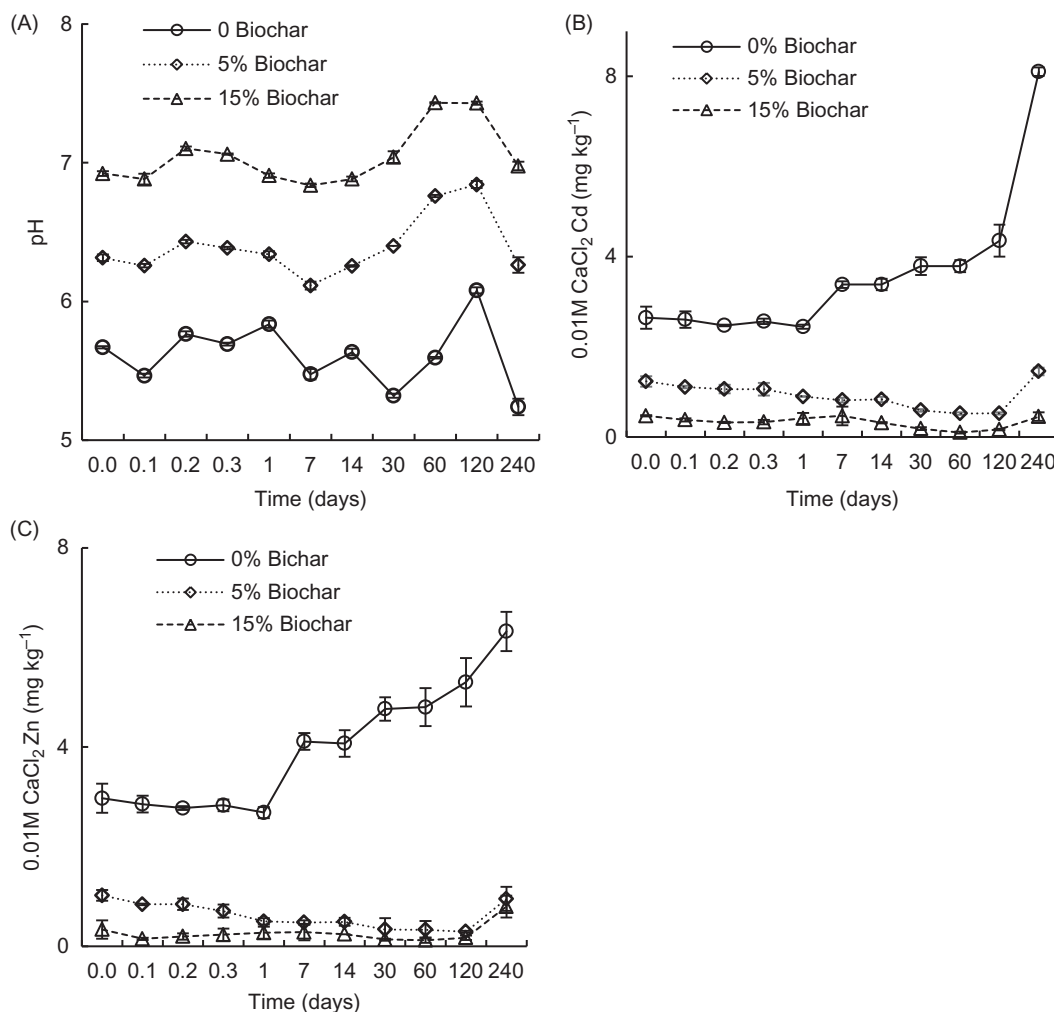 (A)
8
7
6
5
pH
0 Biochar
5% Biochar
15% Biochar
0.0 0.1 0.2 0.3 1 7 14 30 60 120 240
Time (days)
(B)
8
4
0
0.01M CaCl₂ Cd (mg kg⁻¹)
0% Biochar
5% Biochar
15% Biochar
0.0 0.1 0.2 0.3 1 7 14 30 60 120 240
Time (days)
(C)
8
4
0
0.01M CaCl₂ Zn (mg kg⁻¹)
0% Bichar
5% Biochar
15% Biochar
0.0 0.1 0.2 0.3 1 7 14 30 60 120 240
Time (days)